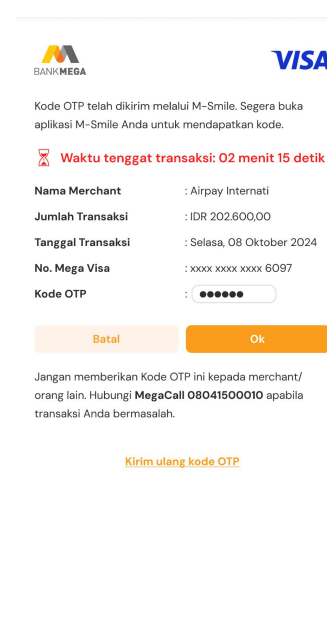 BANKMEGA
VISA
Kode OTP telah dikirim melalui M-Smile. Segera buka
aplikasi M-Smile Anda untuk mendapatkan kode.
Waktu tenggat transaksi: 02 menit 15 detik
Nama Merchant : Airpay Internati
Jumlah Transaksi : IDR 202.600,00
Tanggal Transaksi : Selasa, 08 Oktober 2024
No. Mega Visa : xxxx xxxx xxxx 6097
Kode OTP : ●●●●●●
Batal Ok
Jangan memberikan Kode OTP ini kepada merchant/
orang lain. Hubungi MegaCall 08041500010 apabila
transaksi Anda bermasalah.
Kirim ulang kode OTP